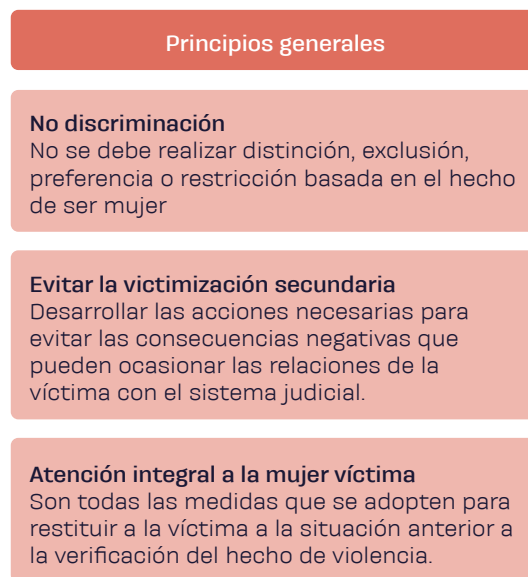 Principios generales
No discriminación
No se debe realizar distinción, exclusión,
preferencia o restricción basada en el hecho
de ser mujer
Evitar la victimización secundaria
Desarrollar las acciones necesarias para
evitar las consecuencias negativas que
pueden ocasionar las relaciones de la
víctima con el sistema judicial.
Atención integral a la mujer víctima
Son todas las medidas que se adopten para
restituir a la víctima a la situación anterior a
la verificación del hecho de violencia.